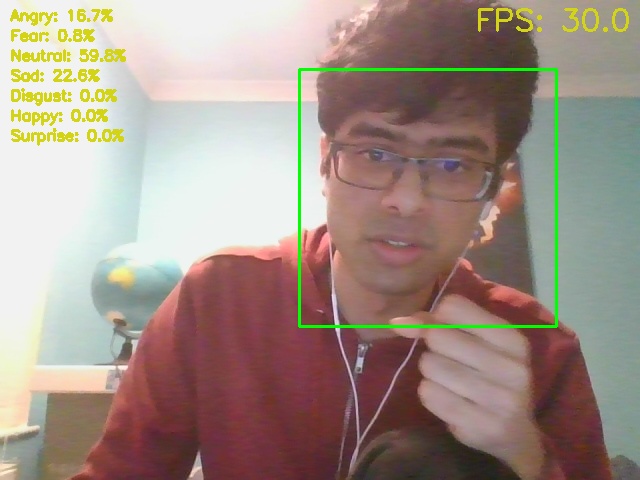 Angry: 16.7%
Fear: 0.8%
Neutral: 59.8%
Sad: 22.6%
Disgust: 0.0%
Happy: 0.0%
Surprise: 0.0%
FPS: 30.0